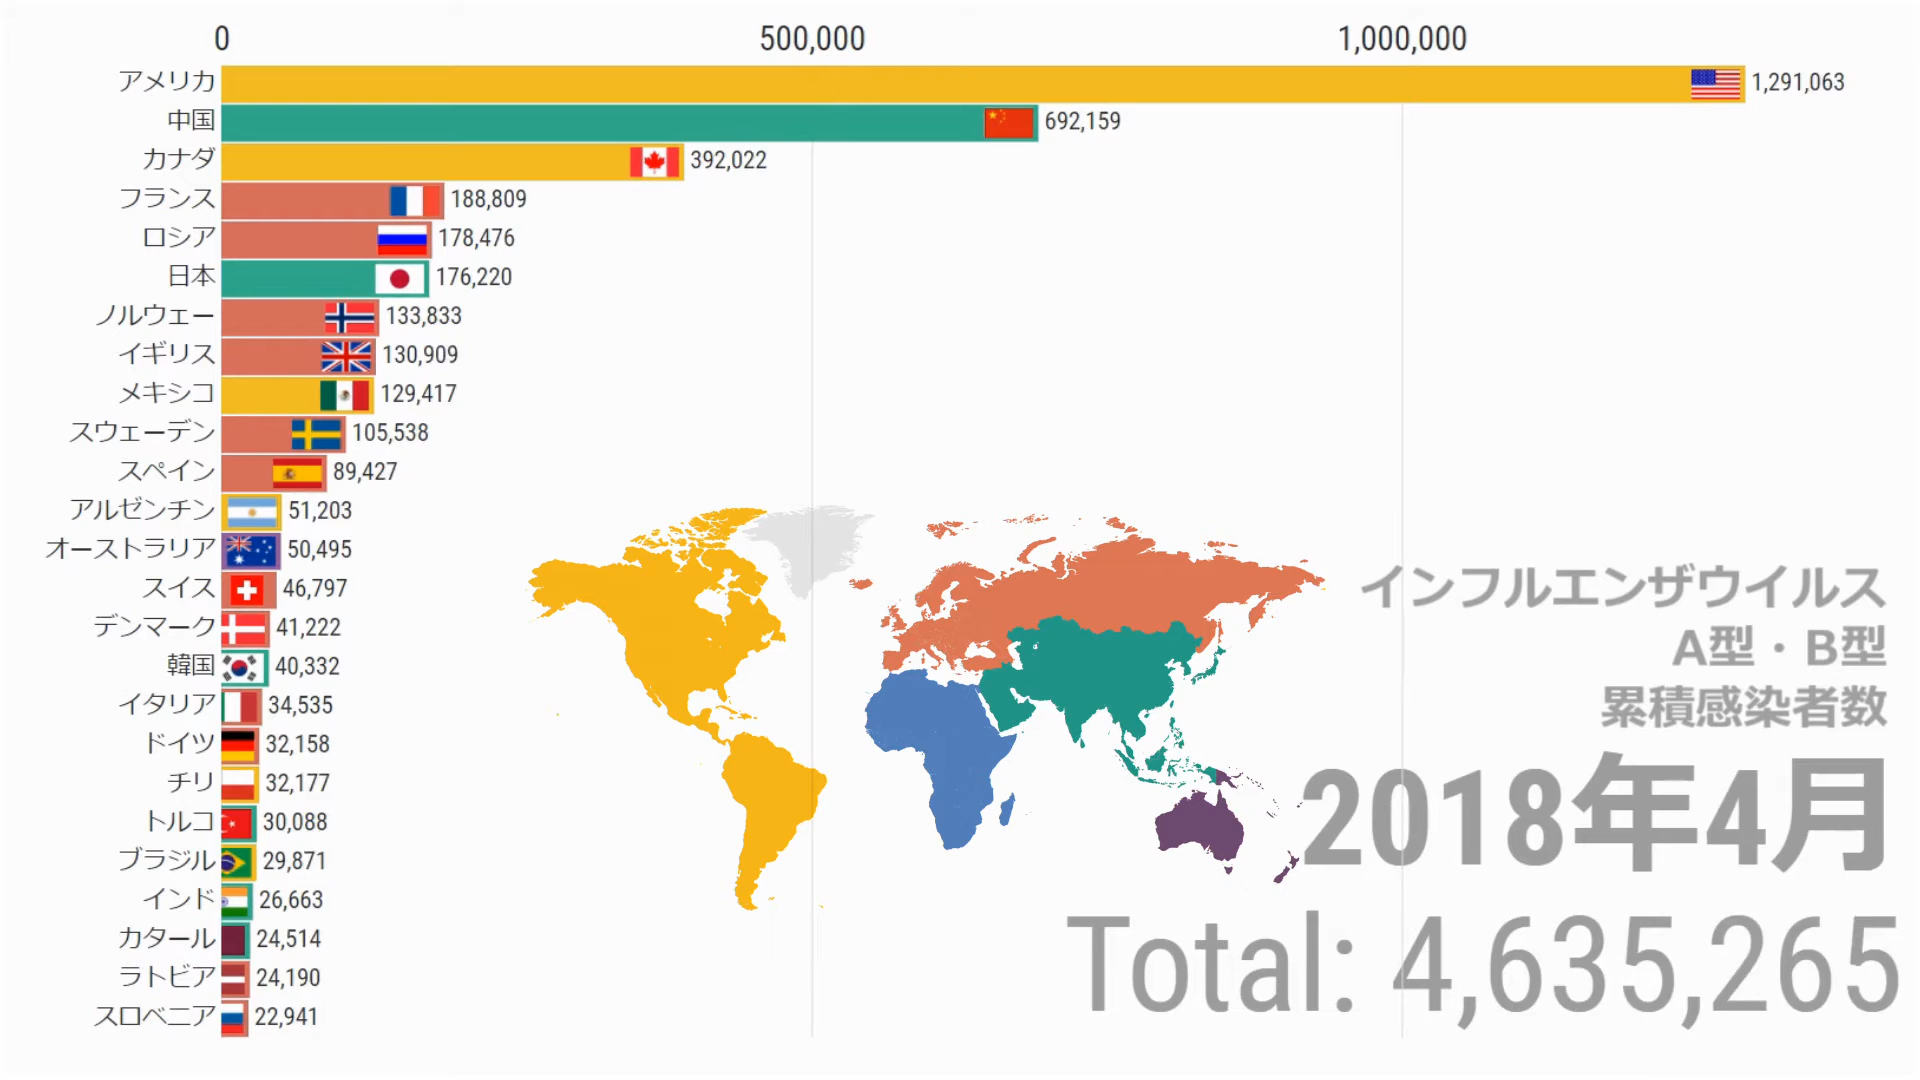 0 500,000 1,000,000
アメリカ 1,291,063
中国 692,159
カナダ 392,022
フランス 188,809
ロシア 178,476
日本 176,220
ノルウェー 133,833
イギリス 130,909
メキシコ 129,417
スウェーデン 105,538
スペイン 89,427
アルゼンチン 51,203
オーストラリア 50,495
スイス 46,797
デンマーク 41,222
韓国 40,332
イタリア 34,535
ドイツ 32,158
チリ 32,177
トルコ 30,088
ブラジル 29,871
インド 26,663
カタール 24,514
ラトビア 24,190
スロベニア 22,941
インフルエンザウイルス
A型・B型
累積感染者数
2018年4月
Total: 4,635,265